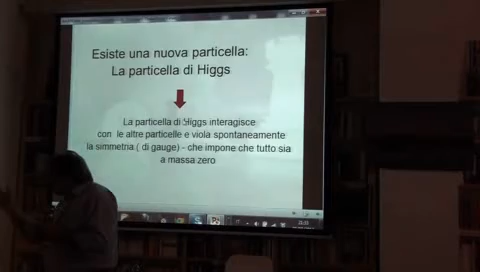 Esiste una nuova particella:
La particella di Higgs
La particella di Higgs interagisce
con le altre particelle e viola spontaneamente
la simmetria ( di gauge) - che impone che tutto sia
a massa zero